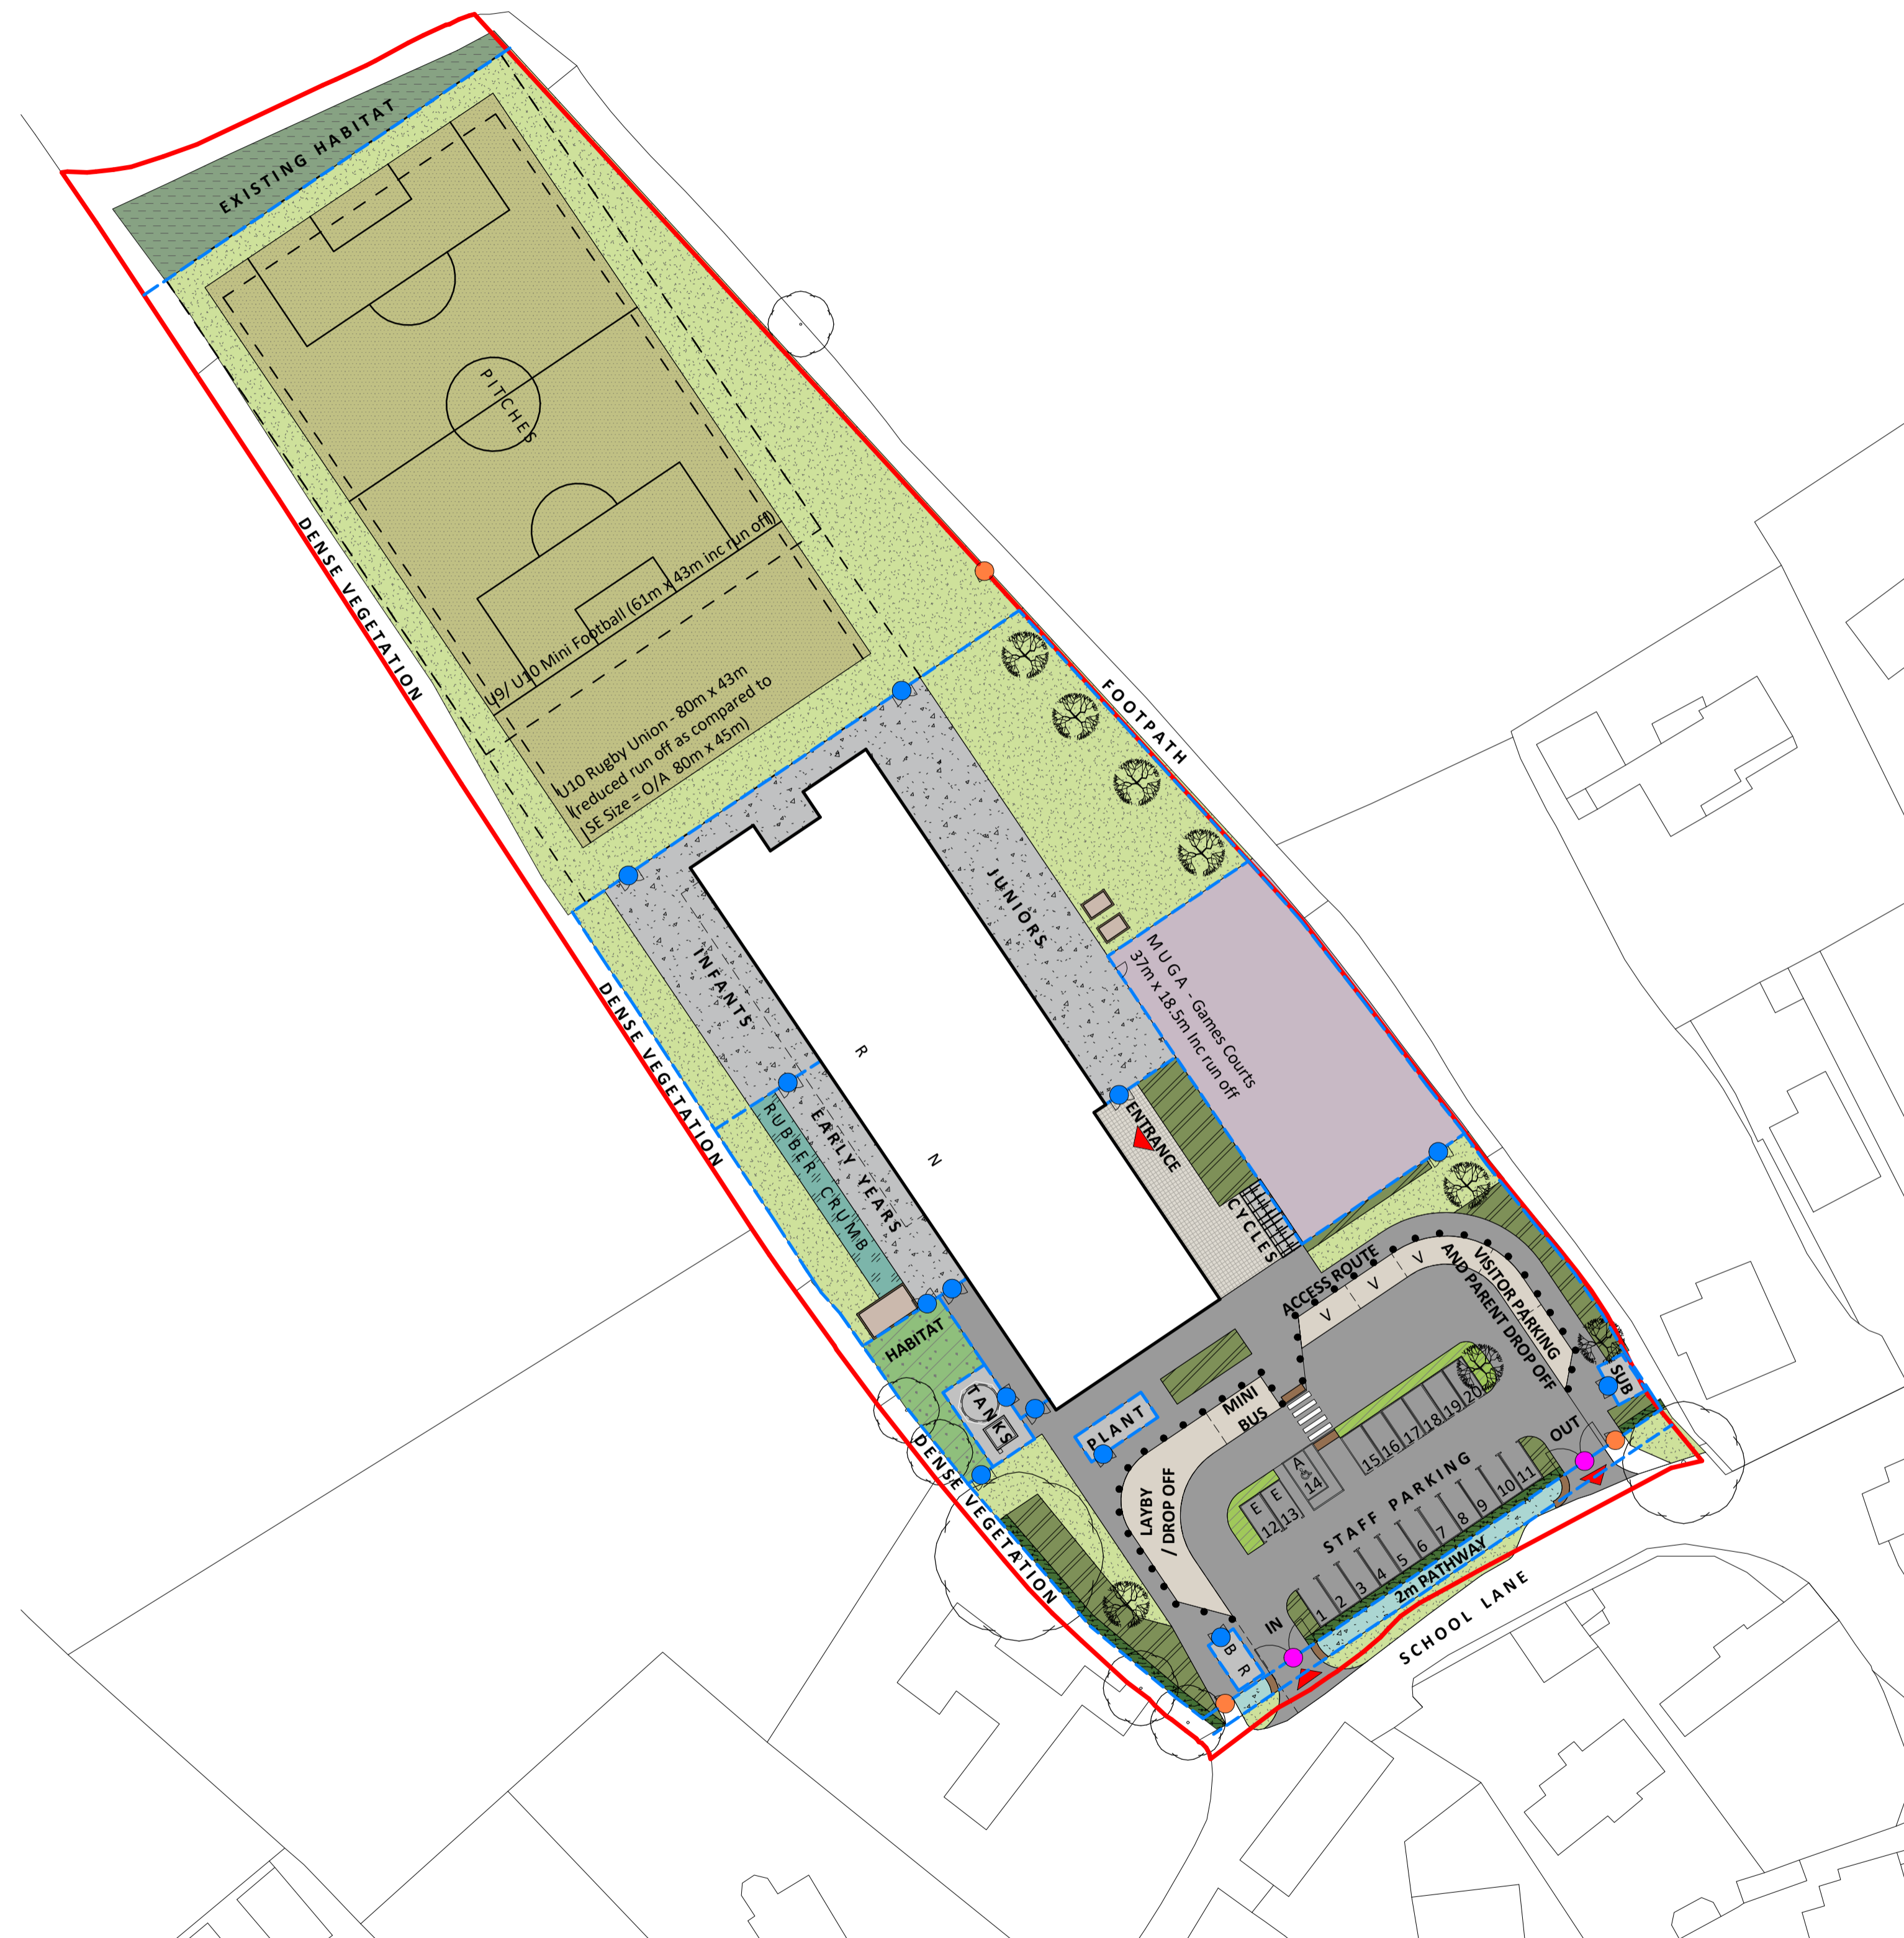 EXISTING HABITAT
PITCHES
DENSE VEGETATION
U9/ U10 Mini Football (61m x 43m inc run off)
U10 Rugby Union - 80m x 43m
(reduced run off as compared to
SE Size = O/A 80m x 45m)
FOOTPATH
JUNIORS
INFANTS
MUGA - Games Courts
37m x 18.5m Inc run off
DENSE VEGETATION
R
N
EARLY YEARS
RUBBER CRUMB
ENTRANCE
CYCLES
HABITAT
TANKS
ACCESS ROUTE
V
V
V
V
VISITOR PARKING
AND PARENT DROP OFF
SUB
PLANT
MINI
BUS
LAYBY
/ DROP OFF
DENSE VEGETATION
E
E
A
12
13
14
15
16
17
18
19
20
STAFF PARKING
OUT
1
2
3
4
5
6
7
8
9
10
11
IN
2m PATHWAY
B R
SCHOOL LANE